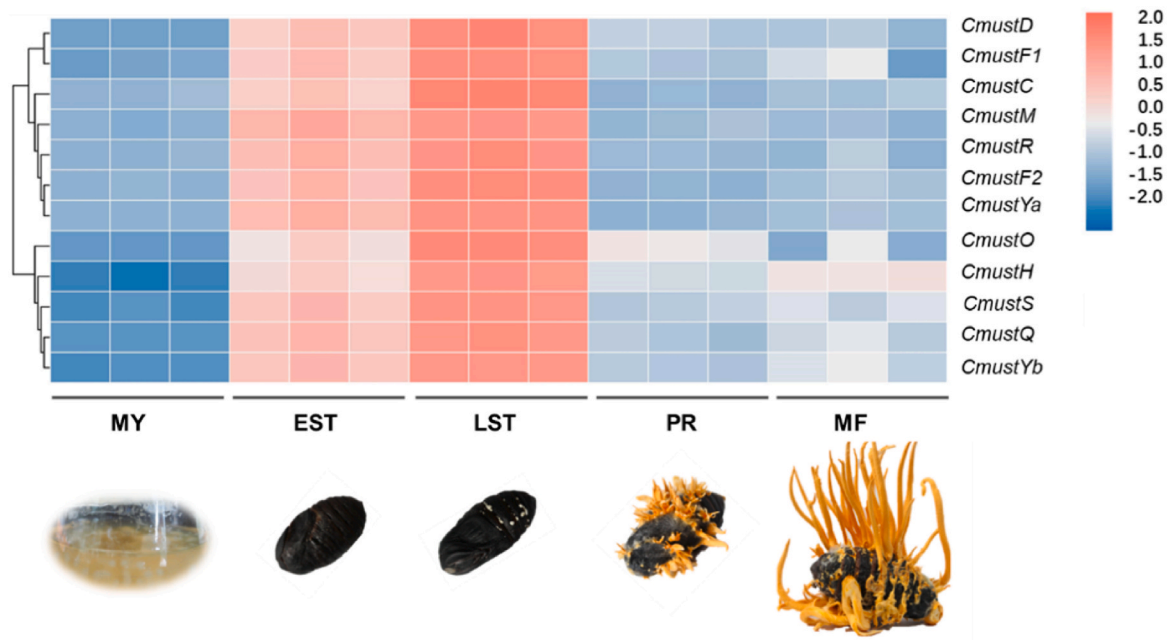 CmustD
CmustF1
CmustC
CmustM
CmustR
CmustF2
CmustYa
CmustO
CmustH
CmustS
CmustQ
CmustYb
2.0
1.5
1.0
0.5
0.0
-0.5
-1.0
-1.5
-2.0
MY EST LST PR MF